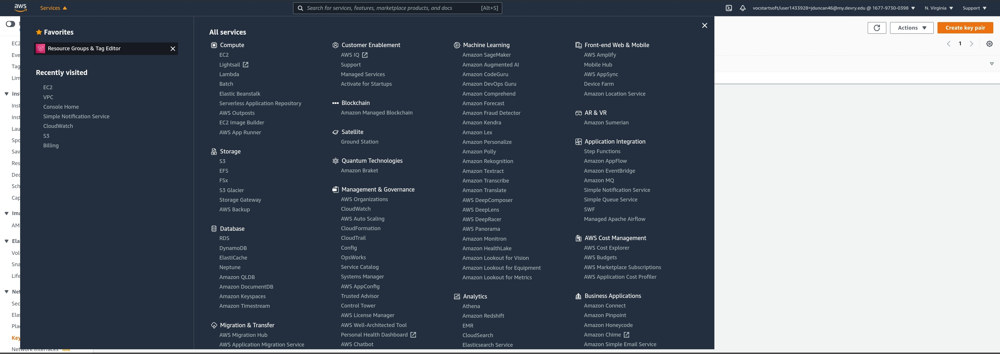 aws
Services
Search for services, features, marketplace products, and docs
[Alt+S]
vocstartsoft/user1433928=jduncan46@my.devry.edu @ 1677-9730-0398
N. Virginia
Support
Favorites
Resource Groups & Tag Editor
Recently visited
EC2
VPC
Console Home
Simple Notification Service
CloudWatch
S3
Billing
All services
Compute
EC2
Lightsail
Lambda
Batch
Elastic Beanstalk
Serverless Application Repository
AWS Outposts
EC2 Image Builder
AWS App Runner
Storage
S3
EFS
FSx
S3 Glacier
Storage Gateway
AWS Backup
Database
RDS
DynamoDB
ElastiCache
Neptune
Amazon QLDB
Amazon DocumentDB
Amazon Keyspaces
Amazon Timestream
Migration & Transfer
AWS Migration Hub
AWS Application Migration Service
Customer Enablement
AWS IQ
Support
Managed Services
Activate for Startups
Blockchain
Amazon Managed Blockchain
Satellite
Ground Station
Quantum Technologies
Amazon Braket
Management & Governance
AWS Organizations
CloudWatch
AWS Auto Scaling
CloudFormation
CloudTrail
Config
OpsWorks
Service Catalog
Systems Manager
AWS AppConfig
Trusted Advisor
Control Tower
AWS License Manager
AWS Well-Architected Tool
Personal Health Dashboard
AWS Chatbot
Machine Learning
Amazon SageMaker
Amazon Augmented AI
Amazon CodeGuru
Amazon DevOps Guru
Amazon Comprehend
Amazon Forecast
Amazon Fraud Detector
Amazon Kendra
Amazon Lex
Amazon Personalize
Amazon Polly
Amazon Rekognition
Amazon Textract
Amazon Transcribe
Amazon Translate
AWS DeepComposer
AWS DeepLens
AWS DeepRacer
AWS Panorama
Amazon Monitron
Amazon HealthLake
Amazon Lookout for Vision
Amazon Lookout for Equipment
Amazon Lookout for Metrics
Analytics
Athena
Amazon Redshift
EMR
CloudSearch
Elasticsearch Service
Front-end Web & Mobile
AWS Amplify
Mobile Hub
AWS AppSync
Device Farm
Amazon Location Service
AR & VR
Amazon Sumerian
Application Integration
Step Functions
Amazon AppFlow
Amazon EventBridge
Amazon MQ
Simple Notification Service
Simple Queue Service
SWF
Managed Apache Airflow
AWS Cost Management
AWS Cost Explorer
AWS Budgets
AWS Marketplace Subscriptions
AWS Application Cost Profiler
Business Applications
Amazon Connect
Amazon Pinpoint
Amazon Honeycode
Amazon Chime
Amazon Simple Email Service
Actions
Create key pair
1
EC2
Eve
Tag
Lim
Inst
Inst
Lau
Spo
Sav
Res
Ded
Sch
Cap
Ima
AM
Ela
Vol
Sna
Life
Net
Sec
Elas
Plac
Key
Network Interfaces New